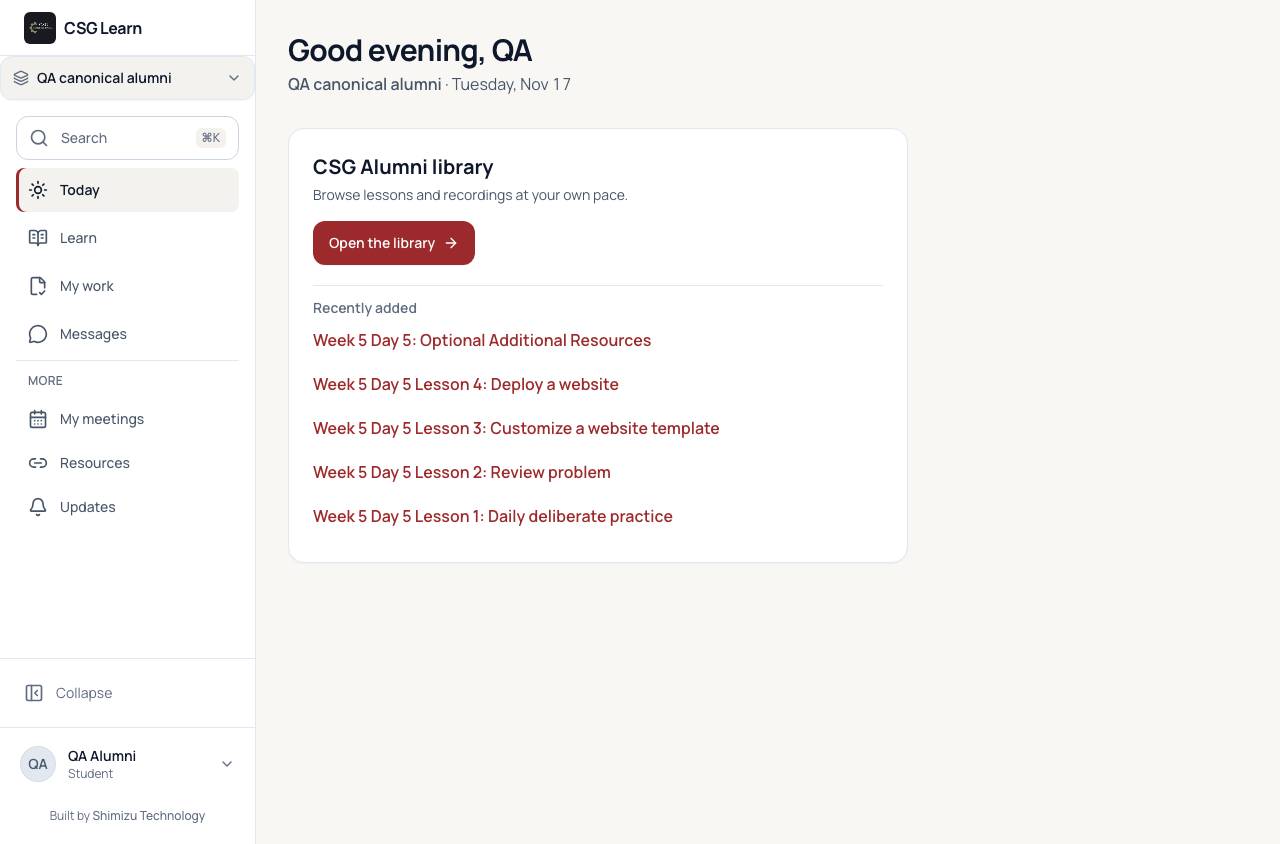 CSG Learn
QA canonical alumni
Search ⌘K
Today
Learn
My work
Messages
MORE
My meetings
Resources
Updates
Collapse
QA
QA Alumni
Student
Built by Shimizu Technology
Good evening, QA
QA canonical alumni · Tuesday, Nov 17
CSG Alumni library
Browse lessons and recordings at your own pace.
Open the library →
Recently added
Week 5 Day 5: Optional Additional Resources
Week 5 Day 5 Lesson 4: Deploy a website
Week 5 Day 5 Lesson 3: Customize a website template
Week 5 Day 5 Lesson 2: Review problem
Week 5 Day 5 Lesson 1: Daily deliberate practice